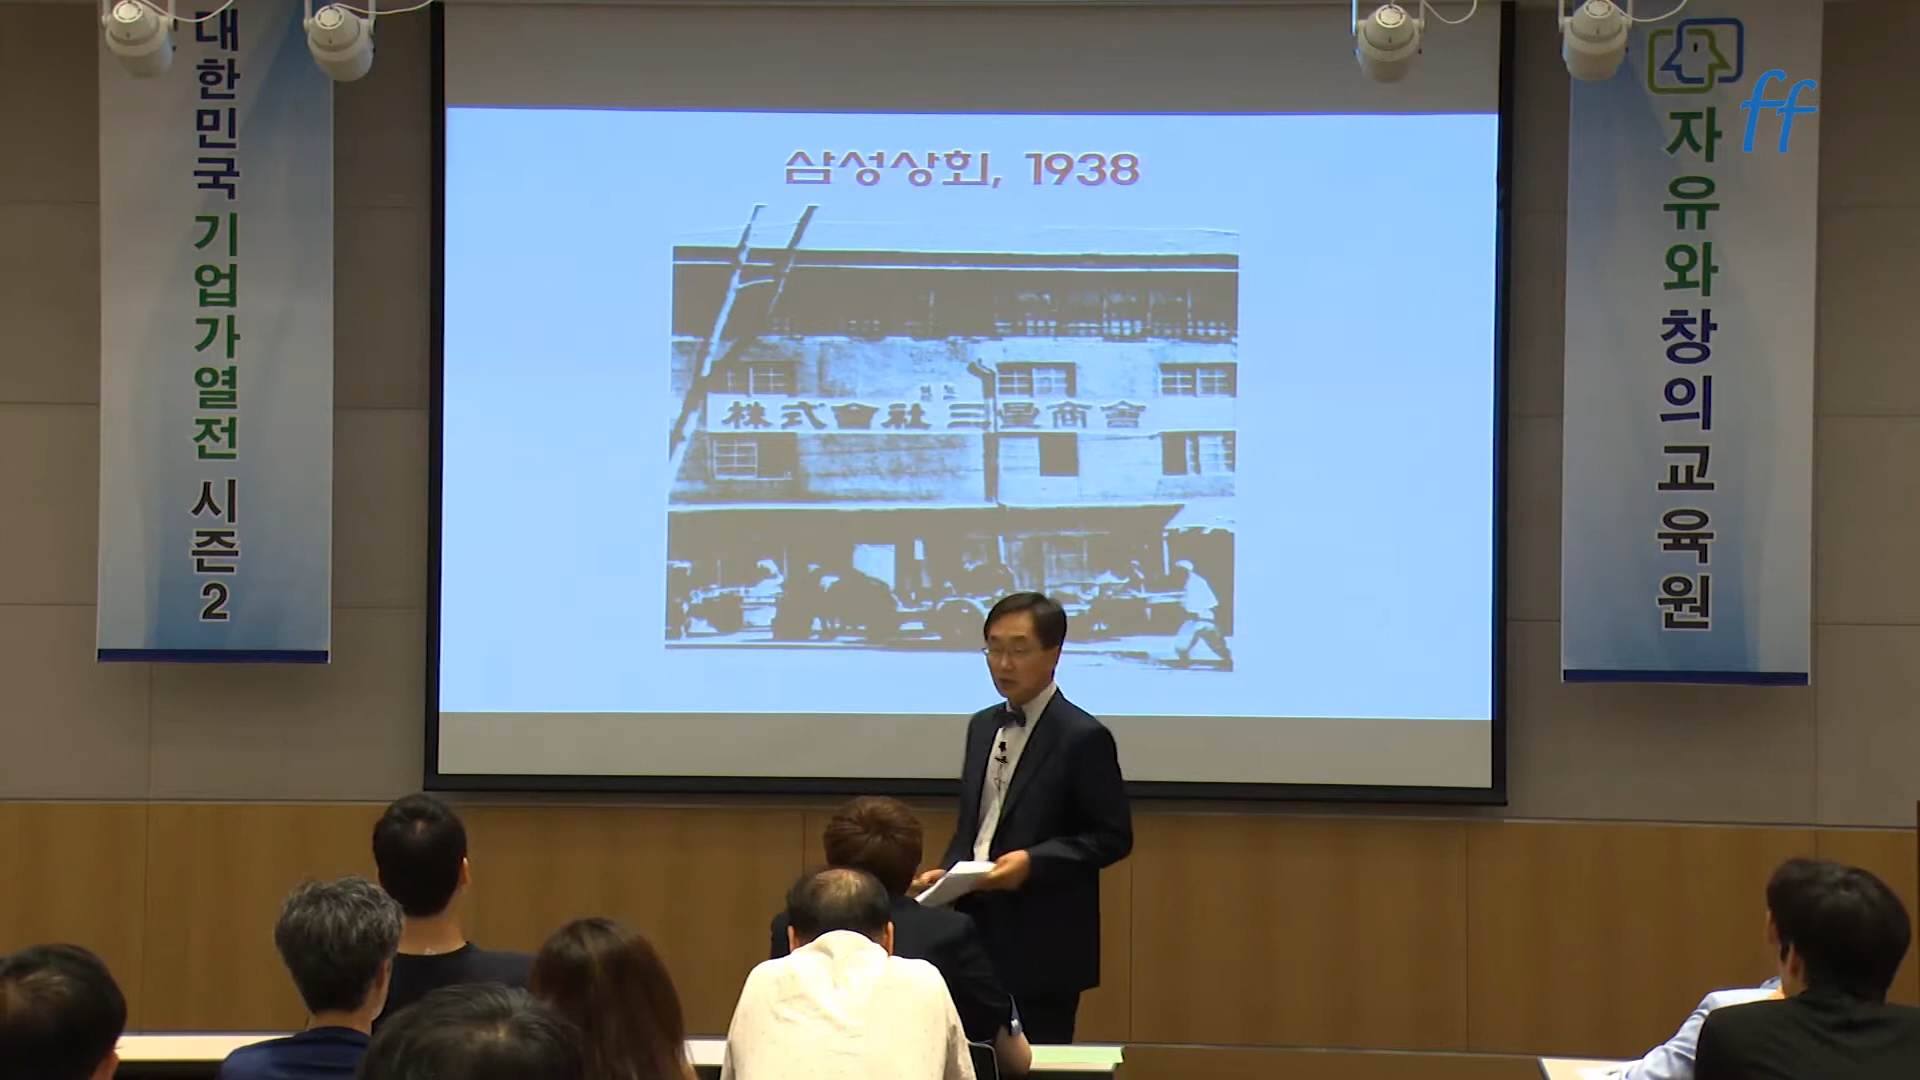 대한민국 기업가열전 시즌2
삼성상회, 1938
株式會社 三星商會
자유와창의교육원
ff